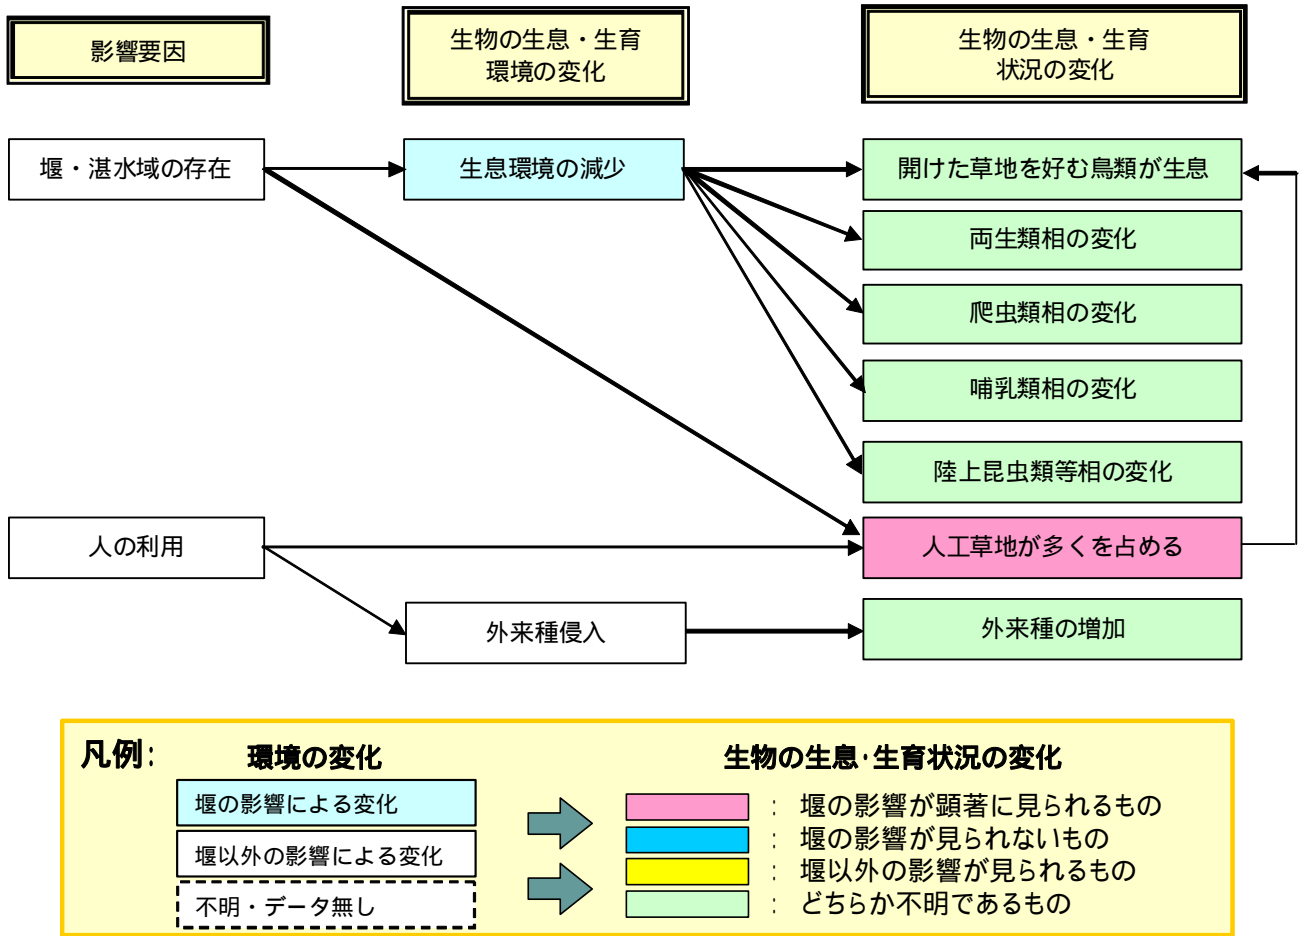 影響要因
生物の生息・生育
環境の変化
生物の生息・生育
状況の変化
堰・湛水域の存在
生息環境の減少
開けた草地を好む鳥類が生息
両生類相の変化
爬虫類相の変化
哺乳類相の変化
陸上昆虫類等相の変化
人の利用
人工草地が多くを占める
外来種侵入
外来種の増加
凡例:
環境の変化
生物の生息・生育状況の変化
堰の影響による変化
堰以外の影響による変化
不明・データ無し
: 堰の影響が顕著に見られるもの
: 堰の影響が見られないもの
: 堰以外の影響が見られるもの
: どちらか不明であるもの